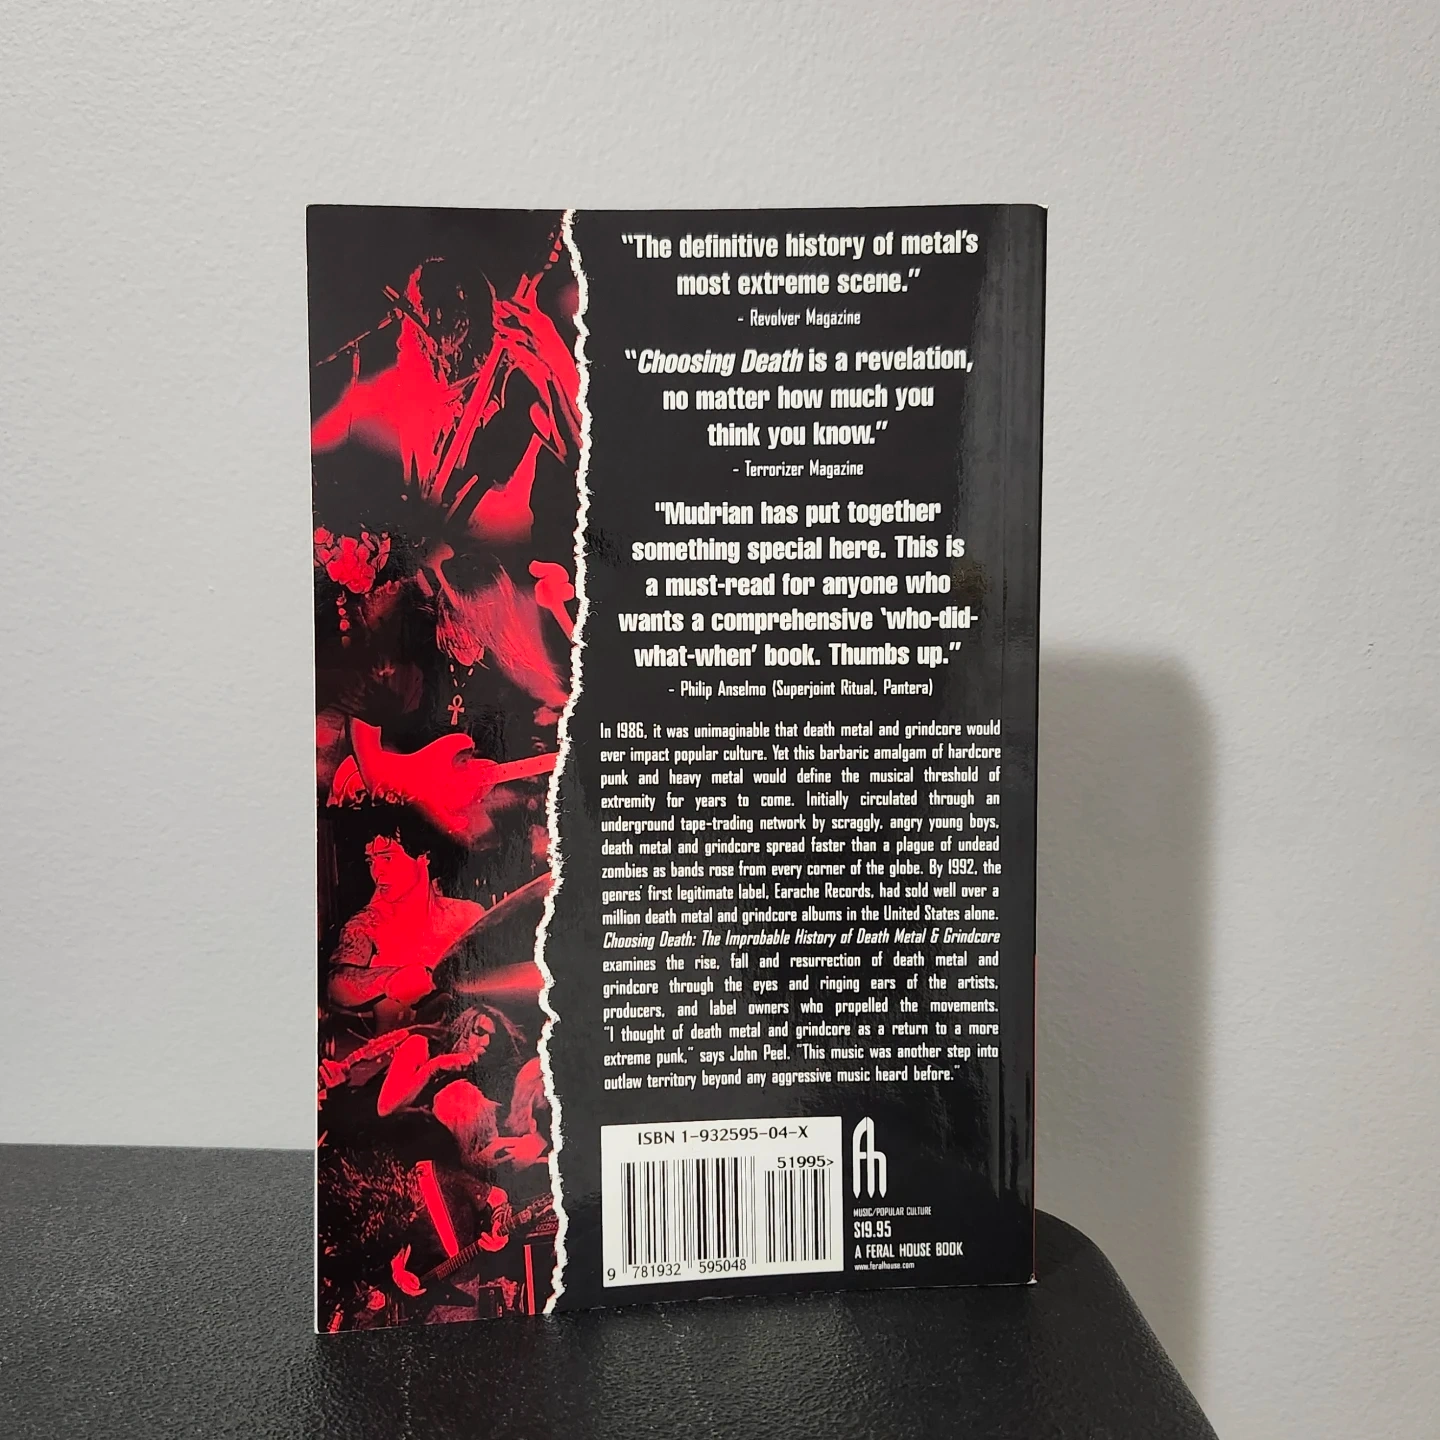 “The definitive history of metal’s
most extreme scene.”
- Revolver Magazine
“Choosing Death is a revelation,
no matter how much you
think you know.”
- Terrorizer Magazine
"Mudrian has put together
something special here. This is
a must-read for anyone who
wants a comprehensive ‘who-did-
what-when’ book. Thumbs up.”
- Philip Anselmo (Superjoint Ritual, Pantera)
In 1986, it was unimaginable that death metal and grindcore would
ever impact popular culture. Yet this barbaric amalgam of hardcore
punk and heavy metal would define the musical threshold of
extremity for years to come. Initially circulated through an
underground tape-trading network by scraggly, angry young boys,
death metal and grindcore spread faster than a plague of undead
zombies as bands rose from every corner of the globe. By 1992, the
genres’ first legitimate label, Earache Records, had sold well over a
million death metal and grindcore albums in the United States alone.
Choosing Death: The Improbable History of Death Metal & Grindcore
examines the rise, fall and resurrection of death metal and
grindcore through the eyes and ringing ears of the artists,
producers, and label owners who propelled the movements.
"I thought of death metal and grindcore as a return to a more
extreme punk," says John Peel. "This music was another step into
outlaw territory beyond any aggressive music heard before."
ISBN 1-932595-04-X
51995>
9 781932 595048
fh
MUSIC/POPULAR CULTURE
$19.95
A FERAL HOUSE BOOK
www.feralhouse.com